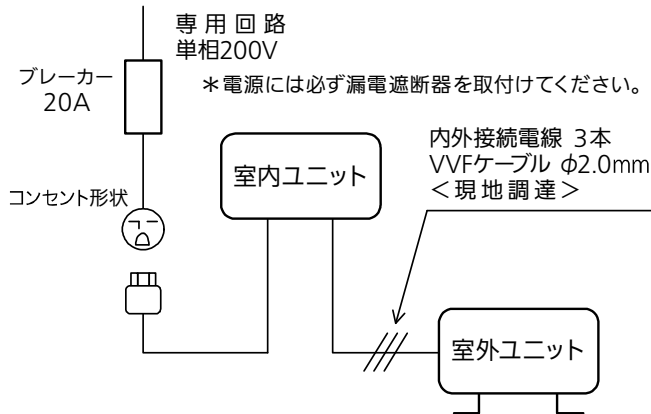 専用回路
単相200V
ブレーカー
20A
＊電源には必ず漏電遮断器を取付けてください。
内外接続電線 3本
VVFケーブル φ2.0mm
＜現地調達＞
室内ユニット
コンセント形状
室外ユニット